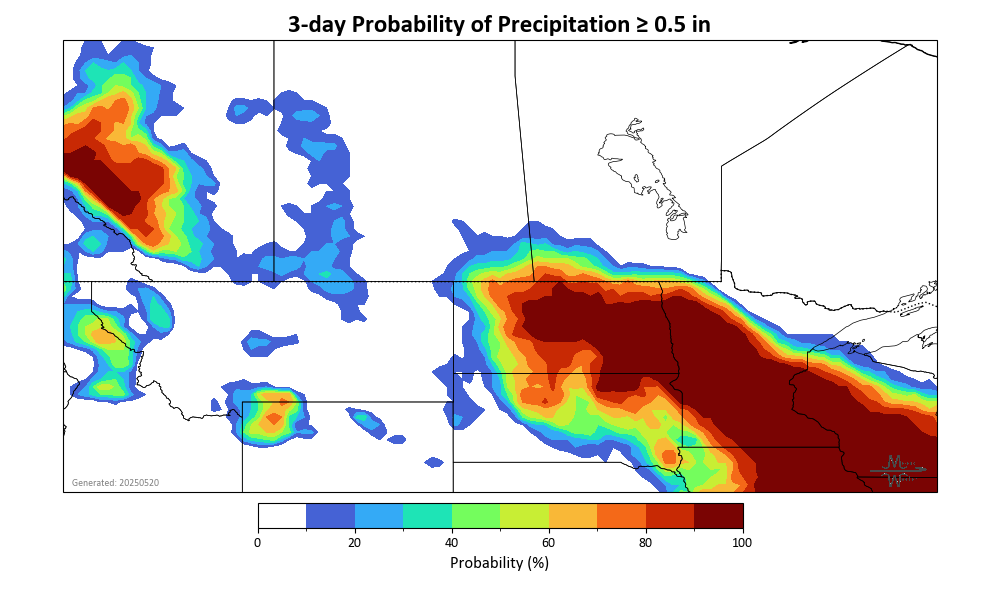 3-day Probability of Precipitation ≥ 0.5 in
Generated: 20250520
0 20 40 60 80 100
Probability (%)